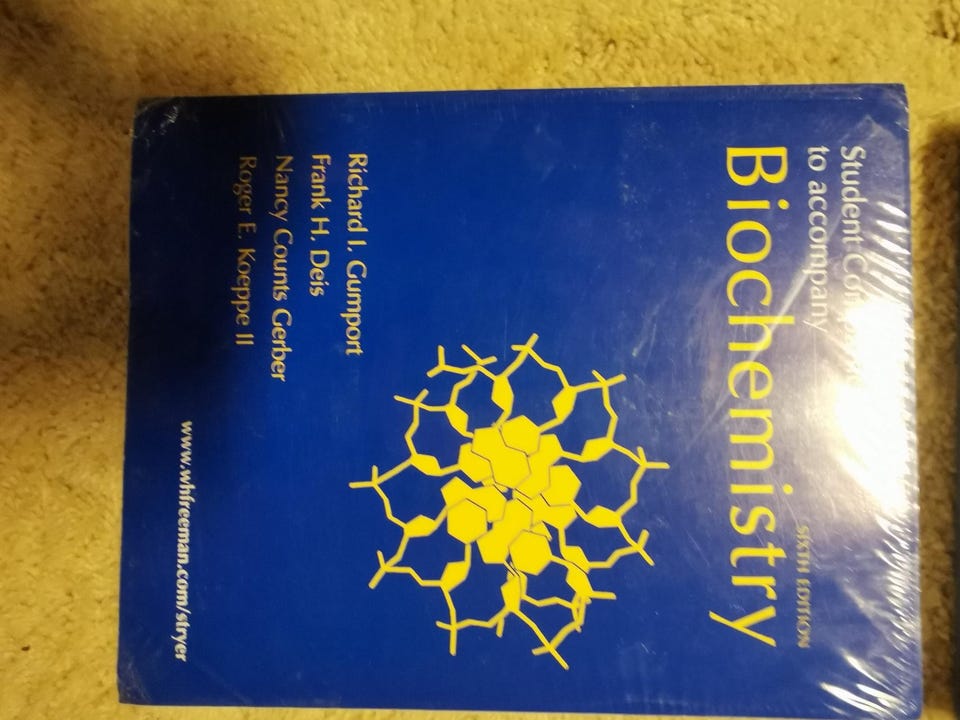 Student
to accompany
Biochemistry
SIXTH EDITION
Richard I. Gumport
Frank H. Deis
Nancy Counts Gerber
Roger E. Koeppe II
www.whfreeman.com/stryer